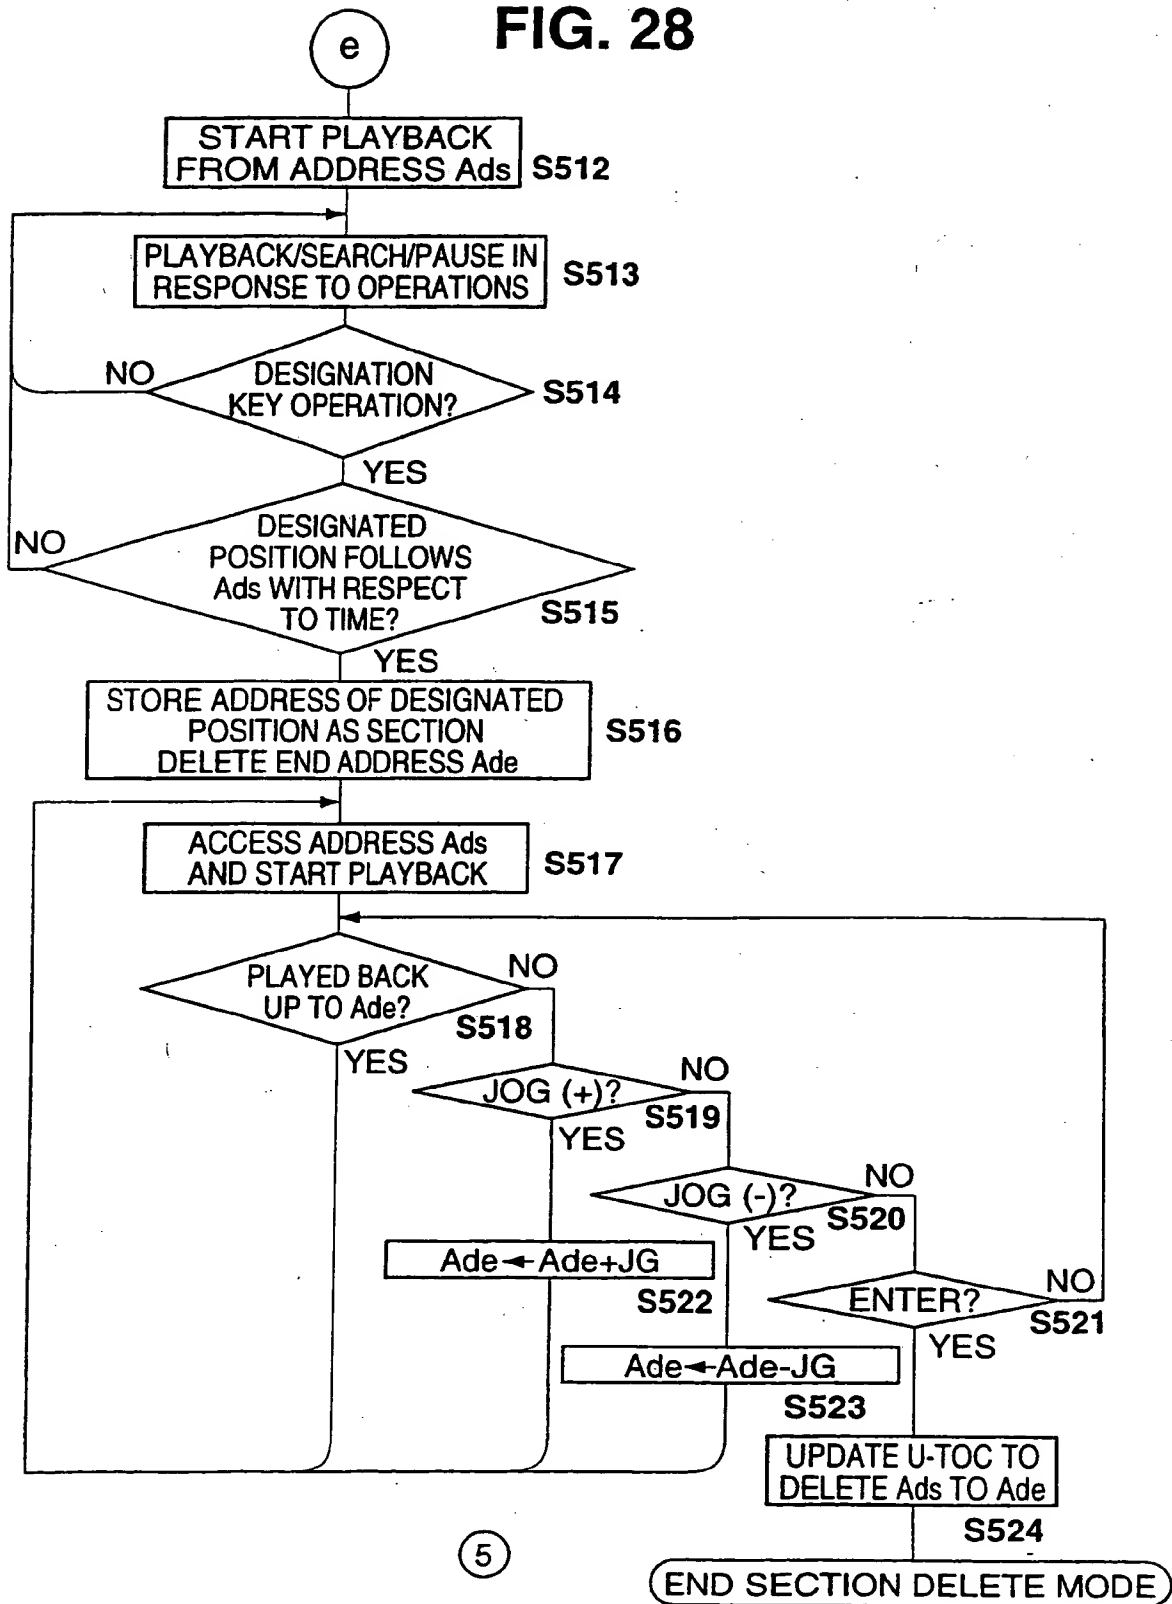 FIG. 28
e
START PLAYBACK
FROM ADDRESS Ads
S512
PLAYBACK/SEARCH/PAUSE IN
RESPONSE TO OPERATIONS
S513
NO
DESIGNATION
KEY OPERATION?
S514
YES
NO
DESIGNATED
POSITION FOLLOWS
Ads WITH RESPECT
TO TIME?
S515
YES
STORE ADDRESS OF DESIGNATED
POSITION AS SECTION
DELETE END ADDRESS Ade
S516
ACCESS ADDRESS Ads
AND START PLAYBACK
S517
PLAYED BACK
UP TO Ade?
NO
S518
YES
JOG (+)?
NO
S519
YES
JOG (-)?
NO
S520
YES
Ade←Ade+JG
S522
ENTER?
NO
S521
YES
Ade←Ade-JG
S523
UPDATE U-TOC TO
DELETE Ads TO Ade
S524
5
END SECTION DELETE MODE